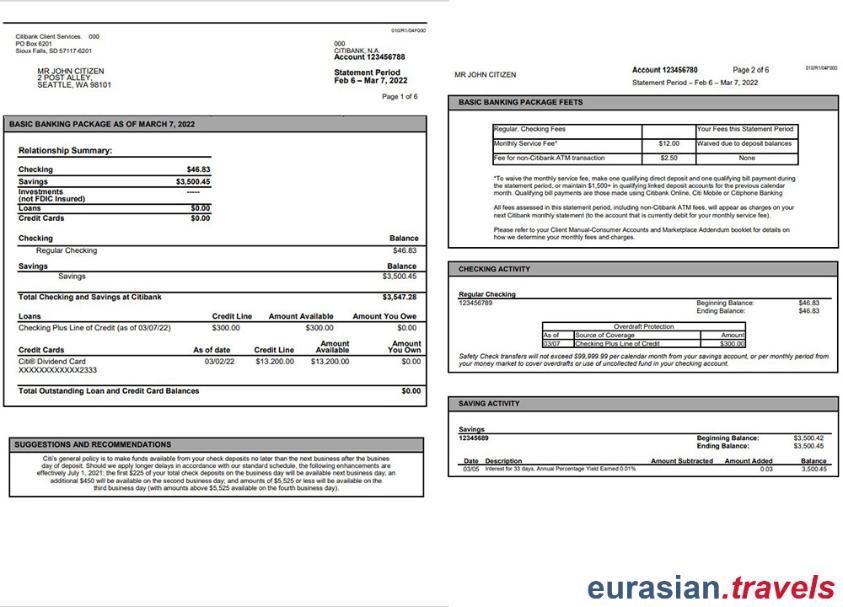 010/R1/04F000
Citibank Client Services. 000
PO Box 6201
Sioux Falls, SD 57117-6201
000
CITIBANK, N.A.
Account 123456788
MR JOHN CITIZEN
2 POST ALLEY,
SEATTLE, WA 98101
Statement Period
Feb 6 – Mar 7, 2022
Page 1 of 6
BASIC BANKING PACKAGE AS OF MARCH 7, 2022
Relationship Summary:
Checking $46.83
Savings $3,500.45
Investments -----
(not FDIC Insured)
Loans $0.00
Credit Cards $0.00
Checking Balance
Regular Checking $46.83
Savings Balance
Savings $3,500.45
Total Checking and Savings at Citibank $3,547.28
Loans Credit Line Amount Available Amount You Owe
Checking Plus Line of Credit (as of 03/07/22) $300.00 $300.00 $0.00
Credit Cards As of date Credit Line Amount Available Amount You Own
Citi® Dividend Card 03/02/22 $13.200.00 $13,200.00 $0.00
XXXXXXXXXXXX2333
Total Outstanding Loan and Credit Card Balances $0.00
SUGGESTIONS AND RECOMMENDATIONS
Citi's general policy is to make funds available from your check deposits no later than the next business after the business
day of deposit. Should we apply longer delays in accordance with our standard schedule, the following enhancements are
effectively July 1, 2021: the first $225 of your total check deposits on the business day will be available next business day; an
additional $450 will be available on the second business day; and amounts of $5,525 or less will be available on the
third business day (with amounts above $5,525 available on the fourth business day).
MR JOHN CITIZEN
Account 123456780 Page 2 of 6
010/R1/04F000
Statement Period – Feb 6 – Mar 7, 2022
BASIC BANKING PACKAGE FEETS
Regular. Checking Fees Your Fees this Statement Period
Monthly Service Fee* $12.00 Waived due to deposit balances
Fee for non-Citibank ATM transaction $2.50 None
*To waive the monthly service fee, make one qualifying direct deposit and one qualifying bill payment during
the statement period, or maintain $1,500+ in qualifying linked deposit accounts for the previous calendar
month. Qualifying bill payments are those made using Citibank Online, Citi Mobile or Citiphone Banking
All fees assessed in this statement period, including non-Citibank ATM fees, will appear as charges on your
next Citibank monthly statement (to the account that is currently debit for your monthly service fee).
Please refer to your Client Manual-Consumer Accounts and Marketplace Addendum booklet for details on
how we determine your monthly fees and charges.
CHECKING ACTIVITY
Regular Checking
123456789 Beginning Balance: $46.83
Ending Balance: $46.83
Overdraft Protection
As of Source of Coverage Amount
03/07 Checking Plus Line of Credit $300.00
Safety Check transfers will not exceed $99,999.99 per calendar month from your savings account, or per monthly period from
your money market to cover overdrafts or use of uncollected fund in your checking account.
SAVING ACTIVITY
Savings
12345689 Beginning Balance: $3,500.42
Ending Balance: $3,500.45
Date Description Amount Subtracted Amount Added Balance
03/05 Interest for 33 days, Annual Percentage Yield Earned 0.01% 0.03 3,500.45
eurasian.travels